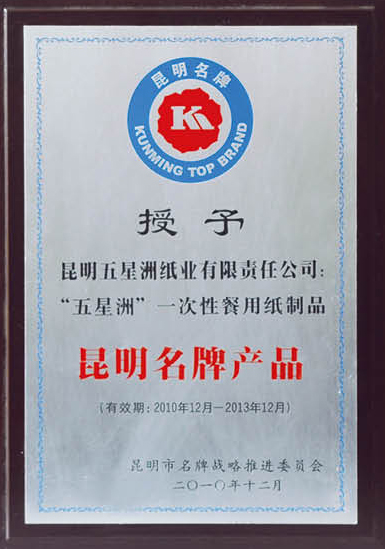 昆明名牌
KUNMING TOP BRAND
授予
昆明五星洲纸业有限责任公司:
“五星洲”一次性餐用纸制品
昆明名牌产品
(有效期:2010年12月—2013年12月)
昆明市名牌战略推进委员会
二〇一〇年十二月